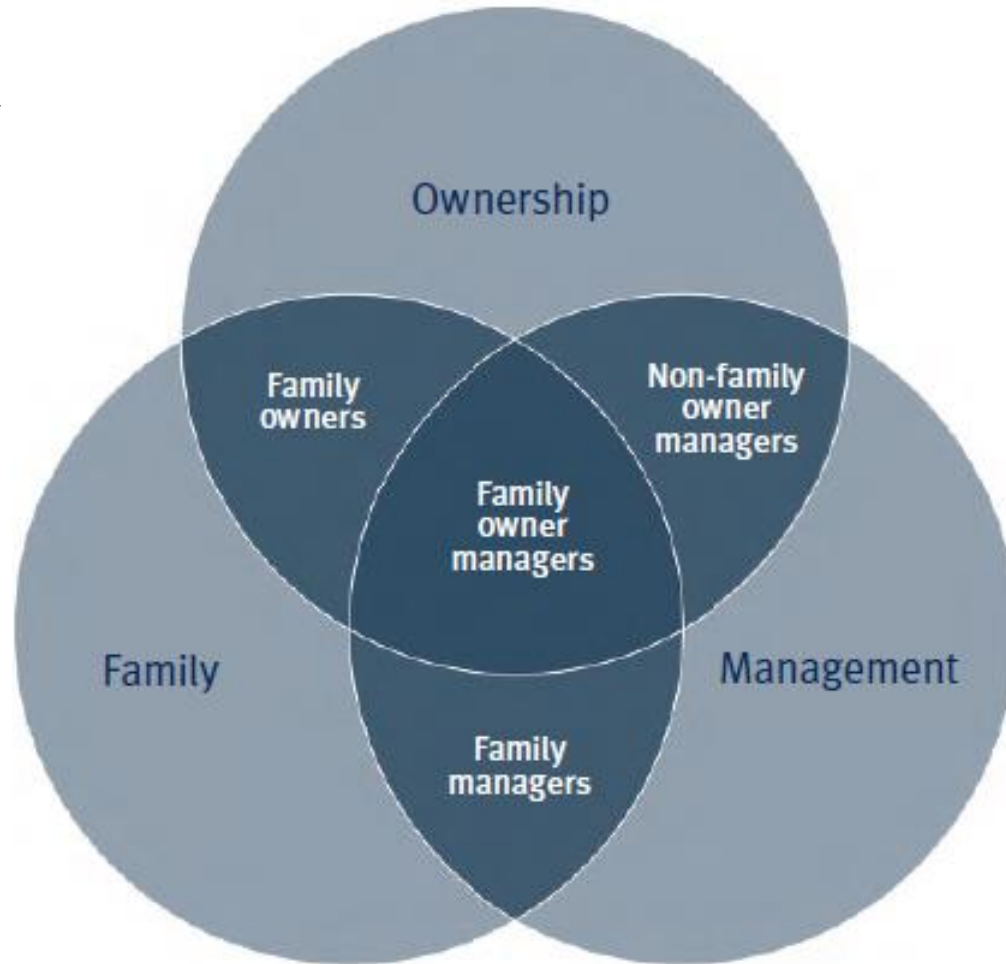 Ownership
Family
owners
Non-family
owner
managers
Family
owner
managers
Family
Management
Family
managers